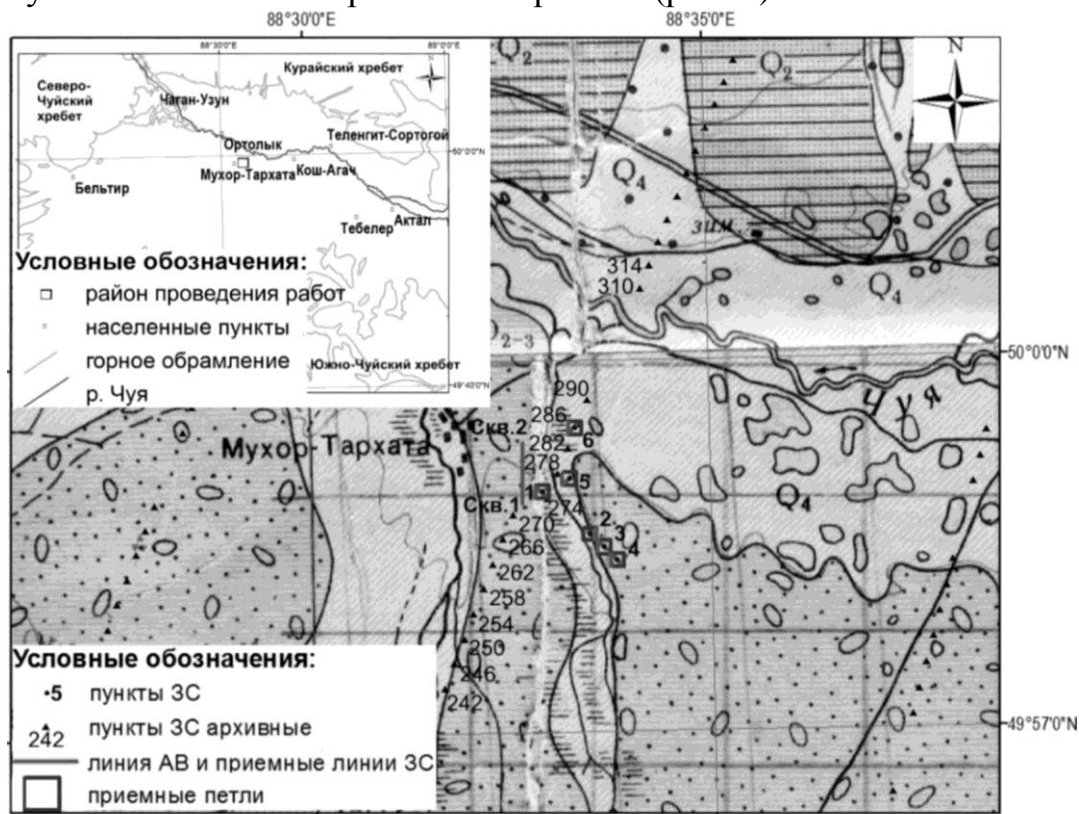 88°30'0"E
88°35'0"E
88°30'0"E
89°0'0"E
Курайский хребет
N
Северо-
Чуйский
хребет
Чаган-Узун
Теленгит-Сортогой
Ортолык
50°0'0"N
Мухор-Тархата
Кош-Агач
Бельтир
Актал
Тебелер
Условные обозначения:
район проведения работ
населенные пункты
горное обрамление
р. Чуя
Южно-Чуйский хребет
49°40'0"N
N
Q2
Q2
Q4
Q4
зим.
314
310
2-3
50°0'0"N
Чуя
290
286
Скв.2
282
6
Мухор-Тархата
278
5
1
Скв.1
274
Q4
270
2
3
4
266
262
258
254
250
246
242
49°57'0"N
Условные обозначения:
•5 пункты ЗС
242 пункты ЗС архивные
линия АВ и приемные линии ЗС
приемные петли